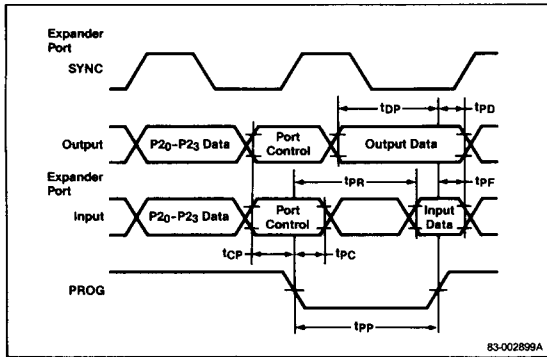 Expander
Port
SYNC
tDP
tPD
Output
P20-P23 Data
Port
Control
Output Data
Expander
Port
tPR
tPF
Input
P20-P23 Data
Port
Control
Input
Data
tCP
tPC
PROG
tPP
83-002899A